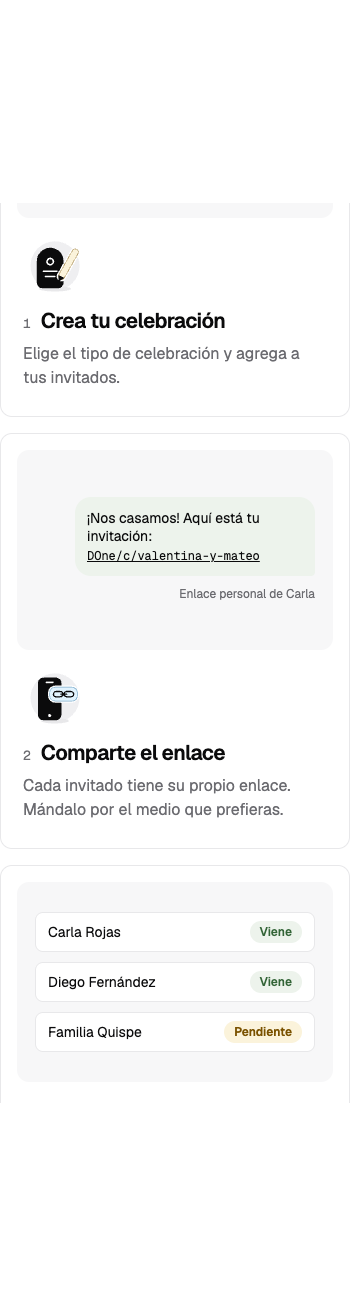 1 Crea tu celebración
Elige el tipo de celebración y agrega a
tus invitados.
¡Nos casamos! Aquí está tu
invitación:
DOne/c/valentina-y-mateo
Enlace personal de Carla
2 Comparte el enlace
Cada invitado tiene su propio enlace.
Mándalo por el medio que prefieras.
Carla Rojas Viene
Diego Fernández Viene
Familia Quispe Pendiente